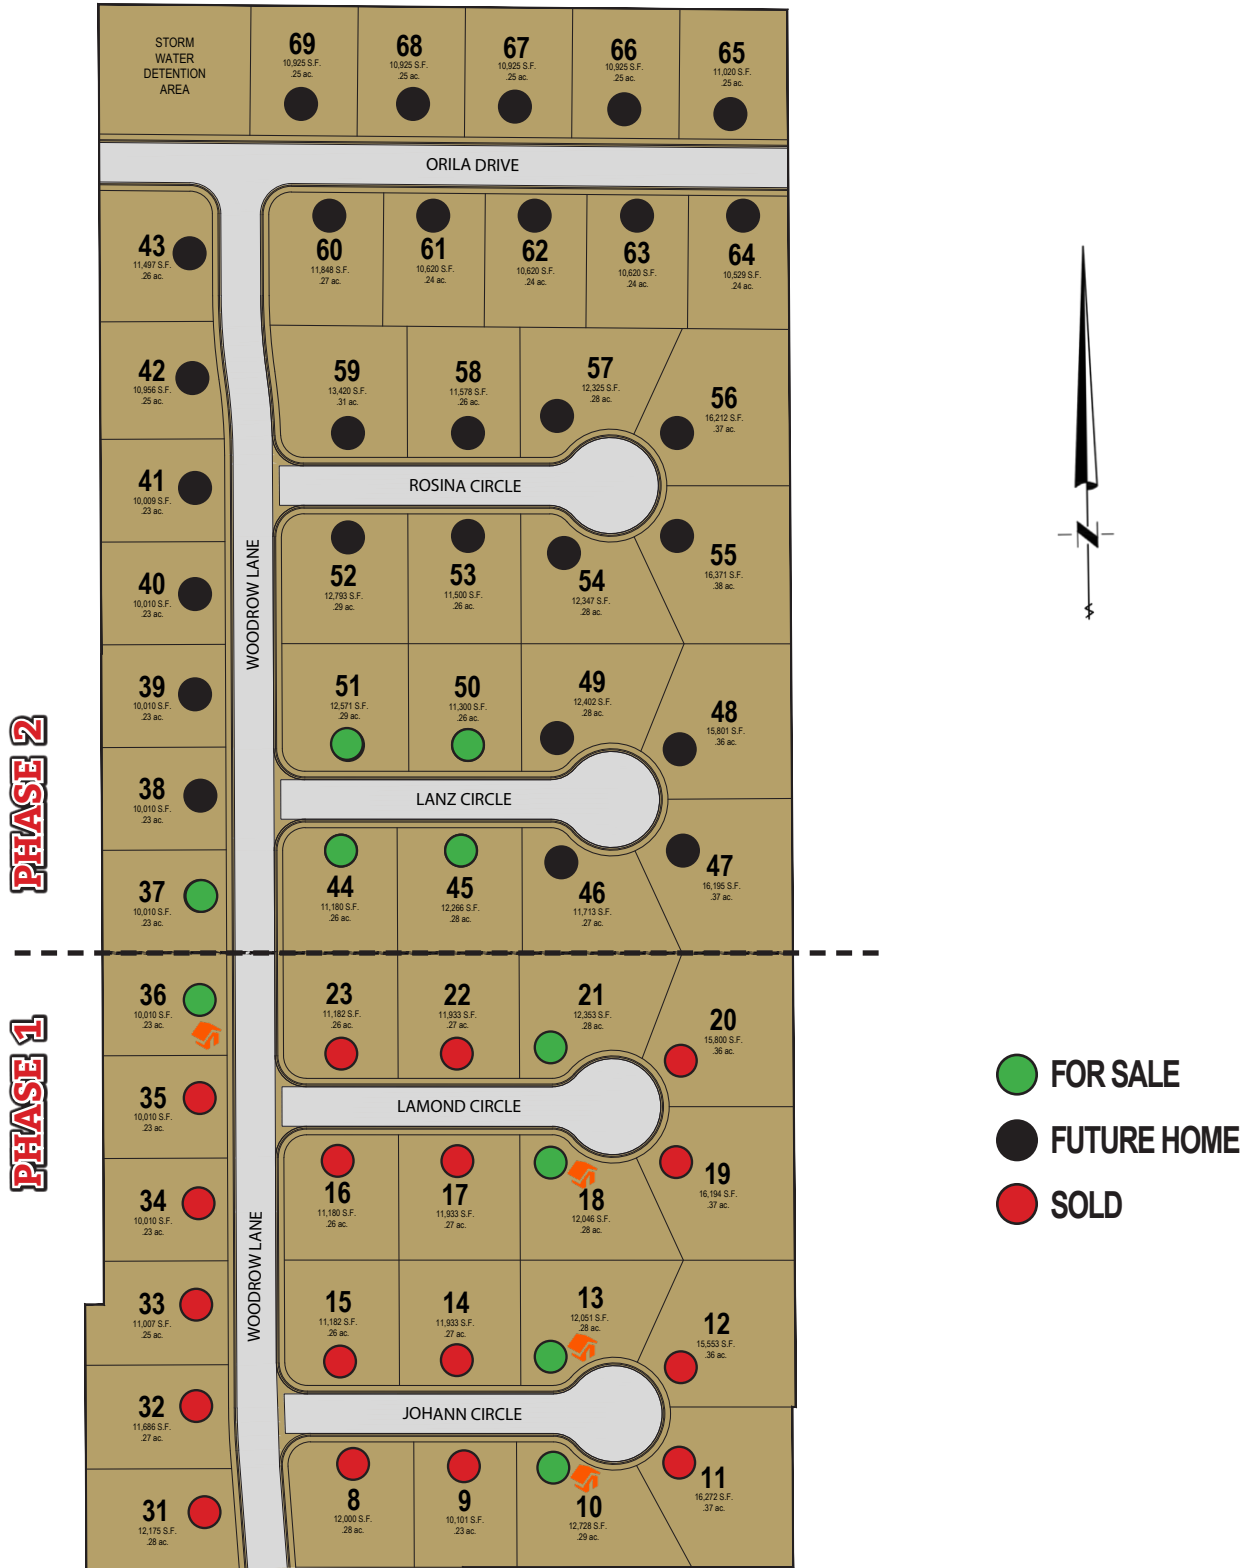 STORM
WATER
DETENTION
AREA
69
10,925 S.F.
.25 ac.
68
10,925 S.F.
.25 ac.
67
10,925 S.F.
.25 ac.
66
10,925 S.F.
.25 ac.
65
11,020 S.F.
.25 ac.
ORILA DRIVE
43
11,497 S.F.
.26 ac.
60
11,848 S.F.
.27 ac.
61
10,620 S.F.
.24 ac.
62
10,620 S.F.
.24 ac.
63
10,620 S.F.
.24 ac.
64
10,529 S.F.
.24 ac.
42
10,956 S.F.
.25 ac.
59
13,420 S.F.
.31 ac.
58
11,578 S.F.
.26 ac.
57
12,325 S.F.
.28 ac.
56
16,212 S.F.
.37 ac.
41
10,009 S.F.
.23 ac.
ROSINA CIRCLE
N
WOODROW LANE
40
10,010 S.F.
.23 ac.
52
12,793 S.F.
.29 ac.
53
11,500 S.F.
.26 ac.
54
12,347 S.F.
.28 ac.
55
16,371 S.F.
.38 ac.
39
10,010 S.F.
.23 ac.
51
12,571 S.F.
.29 ac.
50
11,300 S.F.
.26 ac.
49
12,402 S.F.
.28 ac.
48
15,801 S.F.
.36 ac.
PHASE 2
38
10,010 S.F.
.23 ac.
LANZ CIRCLE
37
10,010 S.F.
.23 ac.
44
11,180 S.F.
.26 ac.
45
12,266 S.F.
.28 ac.
46
11,713 S.F.
.27 ac.
47
16,195 S.F.
.37 ac.
36
10,010 S.F.
.23 ac.
23
11,182 S.F.
.26 ac.
22
11,933 S.F.
.27 ac.
21
12,353 S.F.
.28 ac.
20
15,800 S.F.
.36 ac.
PHASE 1
35
10,010 S.F.
.23 ac.
LAMOND CIRCLE
FOR SALE
FUTURE HOME
SOLD
34
10,010 S.F.
.23 ac.
16
11,180 S.F.
.26 ac.
17
11,933 S.F.
.27 ac.
18
12,046 S.F.
.28 ac.
19
16,194 S.F.
.37 ac.
WOODROW LANE
33
11,007 S.F.
.25 ac.
15
11,182 S.F.
.26 ac.
14
11,933 S.F.
.27 ac.
13
12,051 S.F.
.28 ac.
12
15,553 S.F.
.36 ac.
32
11,686 S.F.
.27 ac.
JOHANN CIRCLE
31
12,175 S.F.
.28 ac.
8
12,000 S.F.
.28 ac.
9
10,101 S.F.
.23 ac.
10
12,728 S.F.
.29 ac.
11
16,272 S.F.
.37 ac.